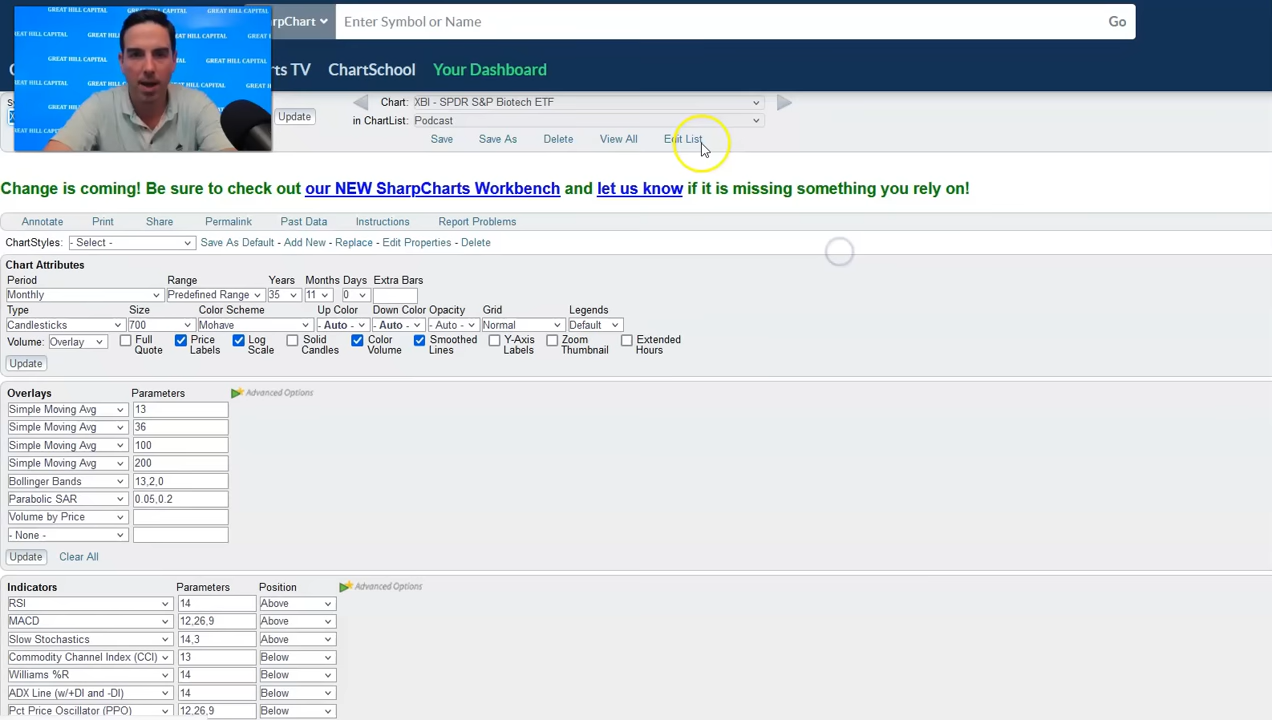 GREAT HILL CAPITAL
rpChart Enter Symbol or Name Go
ts TV ChartSchool Your Dashboard
Chart: XBI - SPDR S&P Biotech ETF
Update
in ChartList: Podcast
Save Save As Delete View All Edit List
Change is coming! Be sure to check out our NEW SharpCharts Workbench and let us know if it is missing something you rely on!
Annotate Print Share Permalink Past Data Instructions Report Problems
ChartStyles: - Select - Save As Default - Add New - Replace - Edit Properties - Delete
Chart Attributes
Period Range Years Months Days Extra Bars
Monthly Predefined Range 35 11 0
Type Size Color Scheme Up Color Down Color Opacity Grid Legends
Candlesticks 700 Mohave - Auto - - Auto - - Auto - Normal Default
Volume: Overlay Full Quote Price Labels Log Scale Solid Candles Color Volume Smoothed Lines Y-Axis Labels Zoom Thumbnail Extended Hours
Update
Overlays Parameters Advanced Options
Simple Moving Avg 13
Simple Moving Avg 36
Simple Moving Avg 100
Simple Moving Avg 200
Bollinger Bands 13,2,0
Parabolic SAR 0.05,0.2
Volume by Price
- None -
Update Clear All
Indicators Parameters Position Advanced Options
RSI 14 Above
MACD 12,26,9 Above
Slow Stochastics 14,3 Above
Commodity Channel Index (CCI) 13 Below
Williams %R 14 Below
ADX Line (w/+DI and -DI) 14 Below
Pct Price Oscillator (PPO) 12,26,9 Below